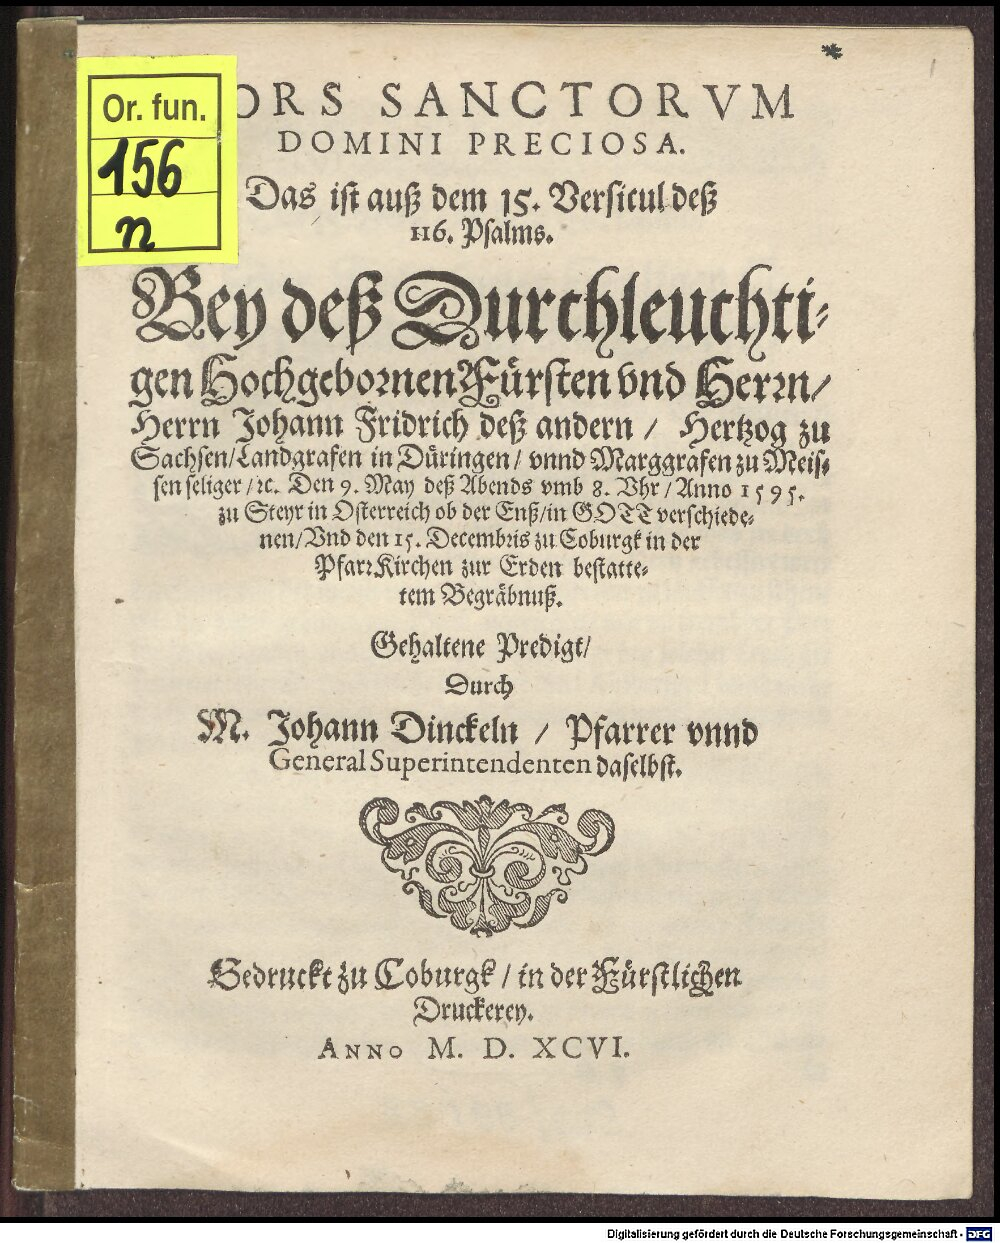 Or. fun.
156
n
ORS SANCTORVM
DOMINI PRECIOSA.
Das ist auß dem 15. Versicul deß
116. Psalms.
Bey deß Durchleuchti-
gen Hochgebornen Fürsten vnd Herrn/
Herrn Johann Fridrich deß andern / Hertzog zu
Sachsen/Landgrafen in Düringen/ vnnd Marggrafen zu Meis-
sen seliger /ꝛc. Den 9. May deß Abends vmb 8. Vhr / Anno 1595.
zu Steyr in Osterreich ob der Enß/in GOTT verschiede-
nen/Vnd den 15. Decembris zu Coburgk in der
PfarrKirchen zur Erden bestatte-
tem Begräbnuß.
Gehaltene Predigt/
Durch
M. Johann Dinckeln / Pfarrer vnnd
General Superintendenten daselbst.
Gedruckt zu Coburgk / in der Fürstlichen
Druckerey.
ANNO M. D. XCVI.
Digitalisierung gefördert durch die Deutsche Forschungsgemeinschaft - DFG